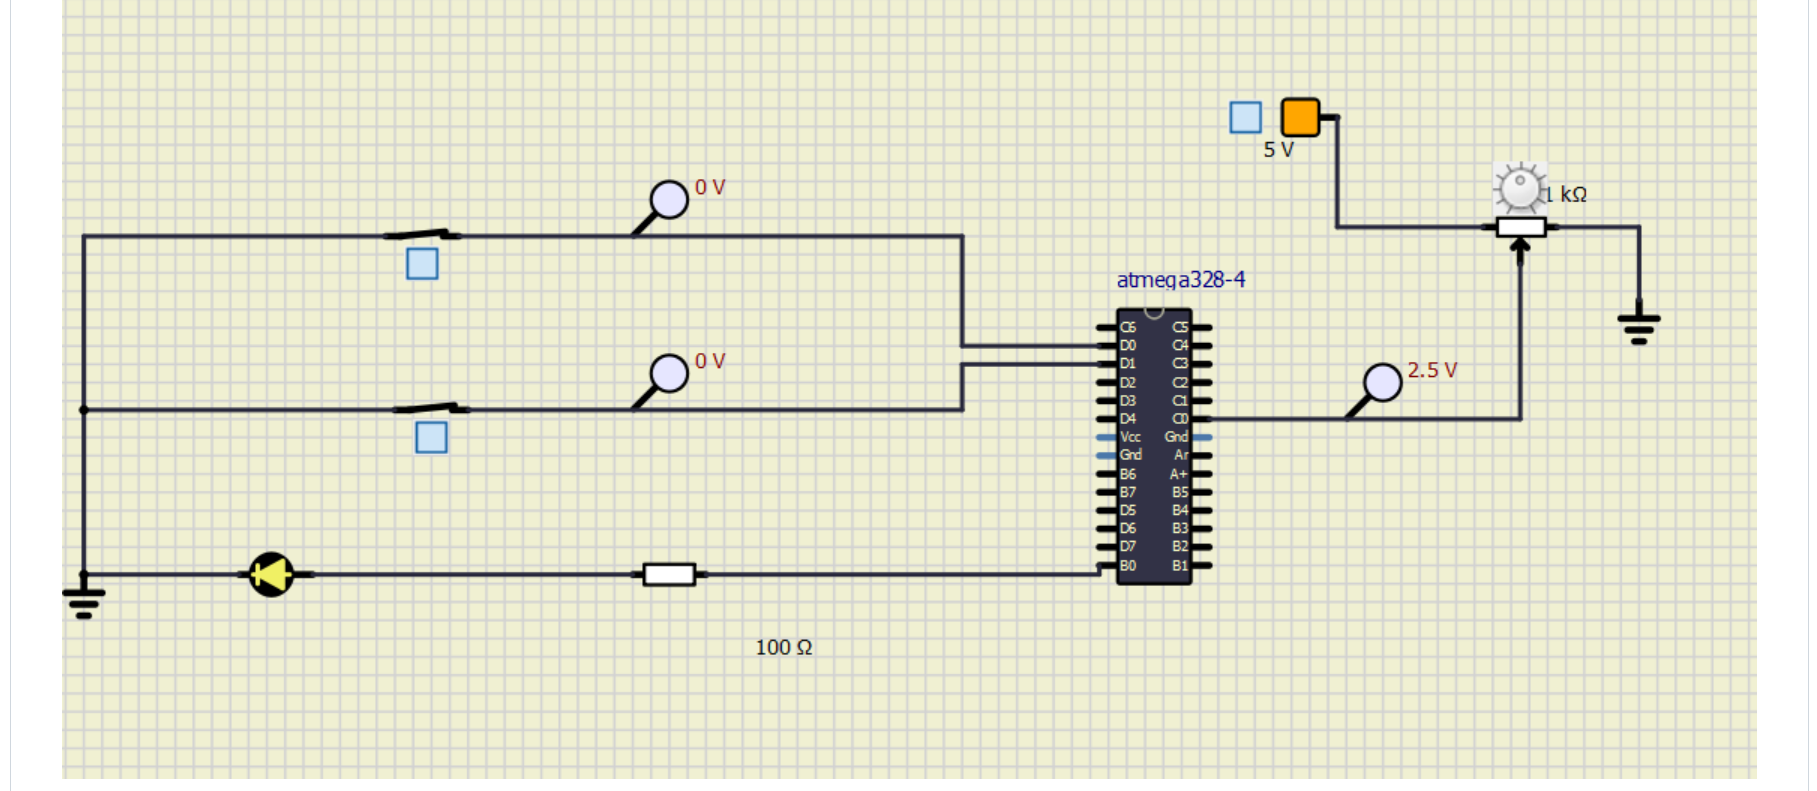 5 V
1 kΩ
0 V
atmega328-4
0 V
2.5 V
C6 C5
D0 C4
D1 C3
D2 C2
D3 C1
D4 C0
Vcc Gnd
Gnd Ar
B6 A+
B7 B5
D5 B4
D6 B3
D7 B2
B0 B1
100 Ω